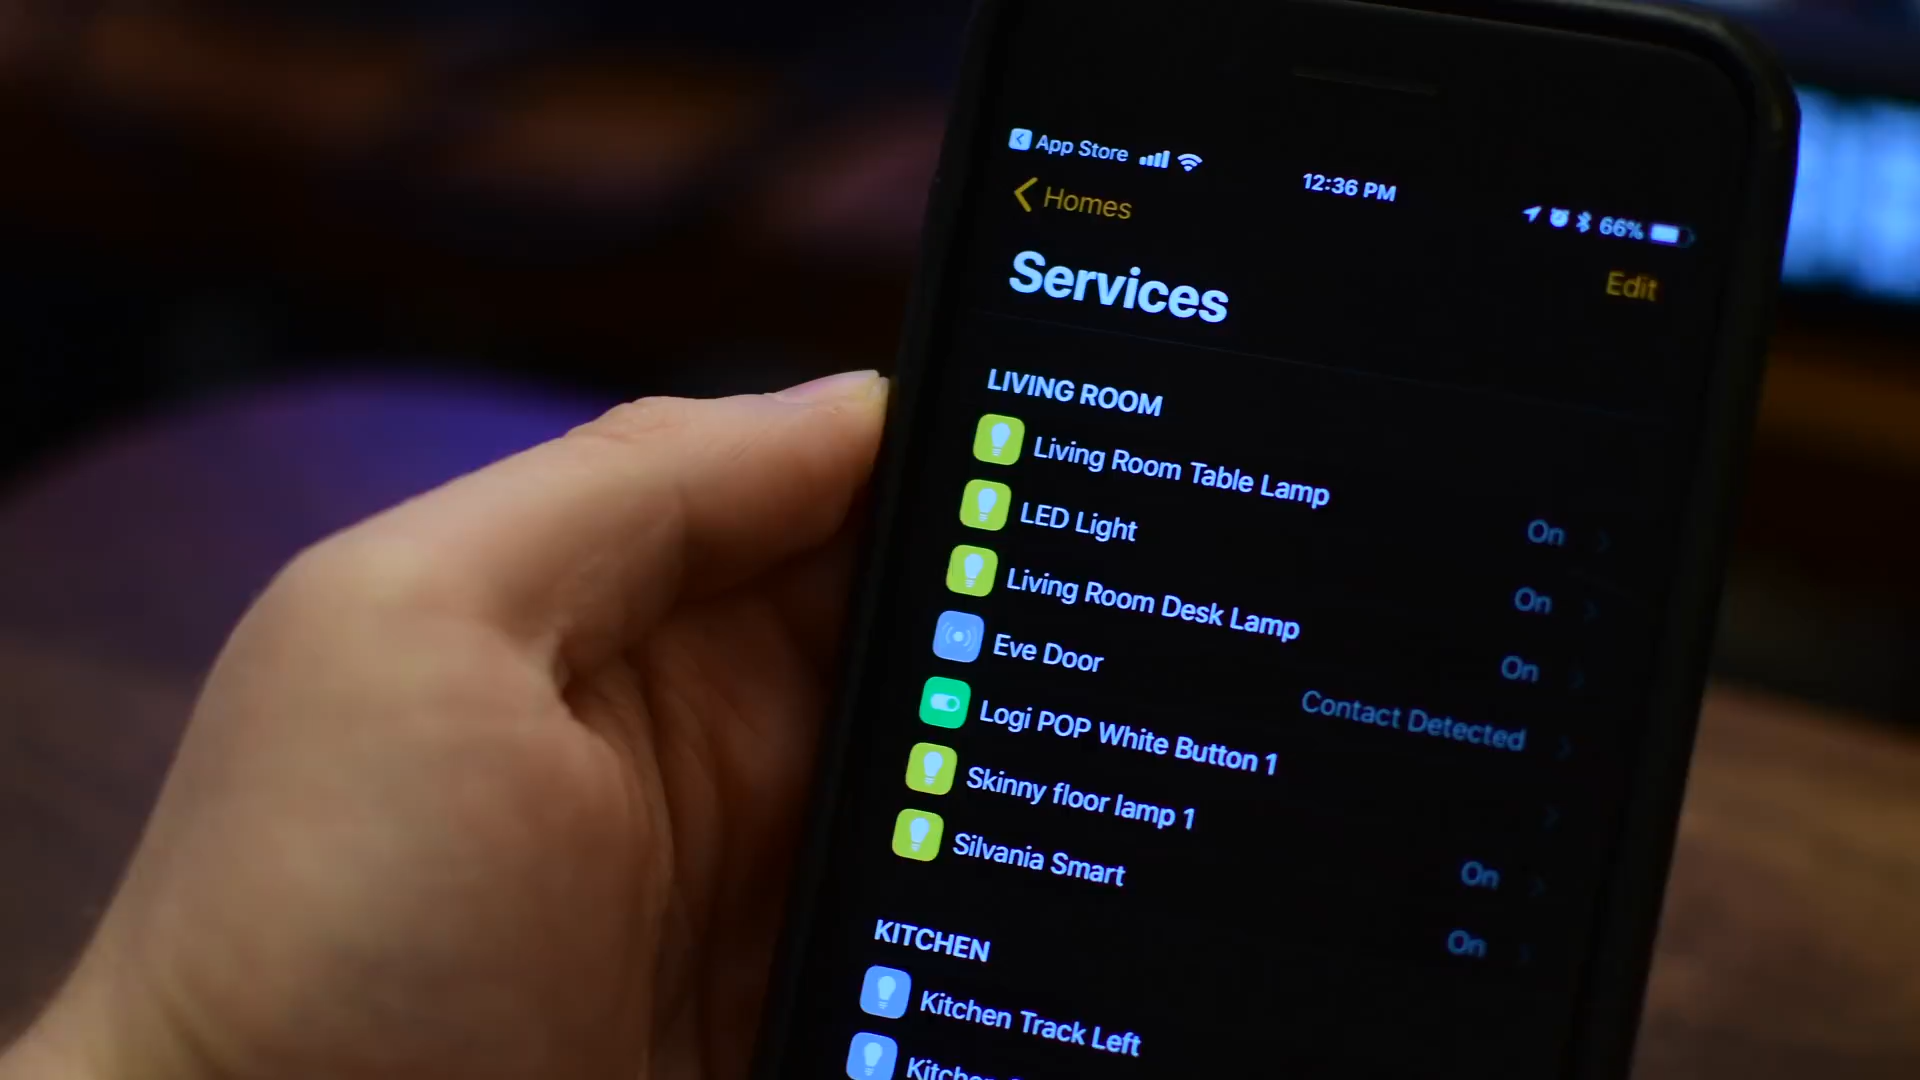 App Store
12:36 PM
66%
Homes
Edit
Services
LIVING ROOM
Living Room Table Lamp
On
LED Light
On
Living Room Desk Lamp
On
Eve Door
Contact Detected
Logi POP White Button 1
Skinny floor lamp 1
On
Silvania Smart
On
KITCHEN
Kitchen Track Left